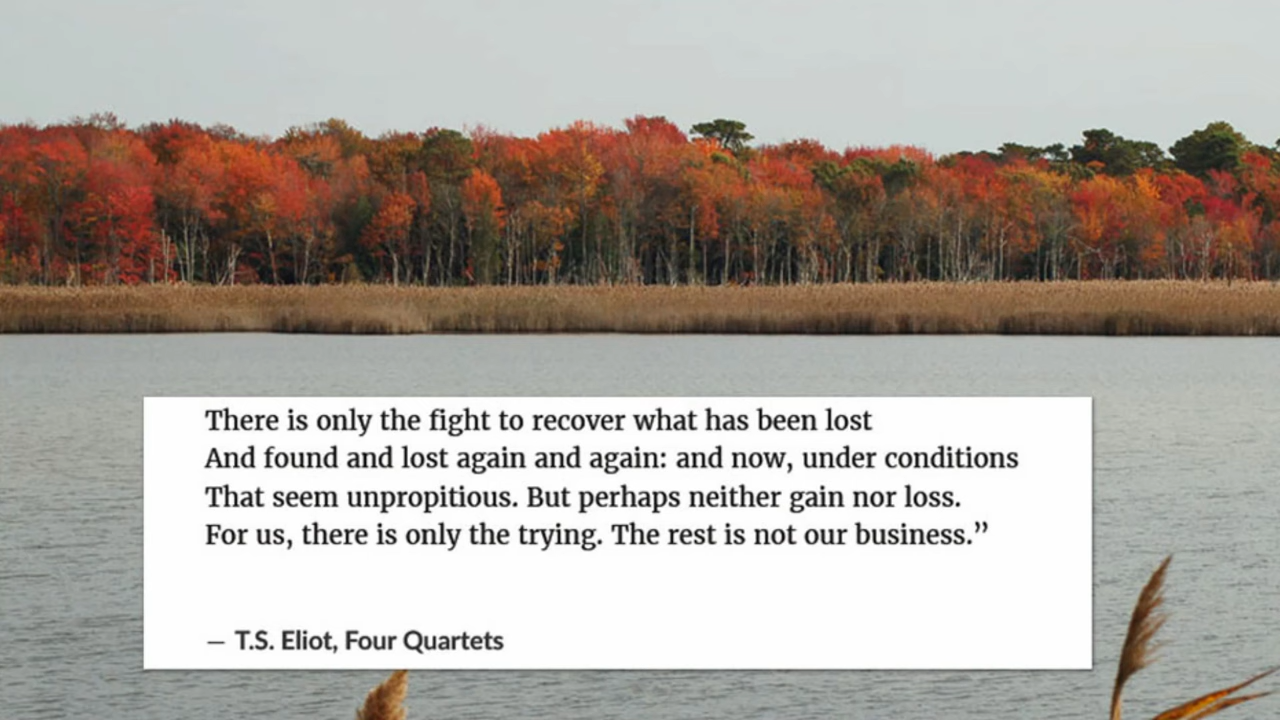 There is only the fight to recover what has been lost
And found and lost again and again: and now, under conditions
That seem unpropitious. But perhaps neither gain nor loss.
For us, there is only the trying. The rest is not our business.”
— T.S. Eliot, Four Quartets